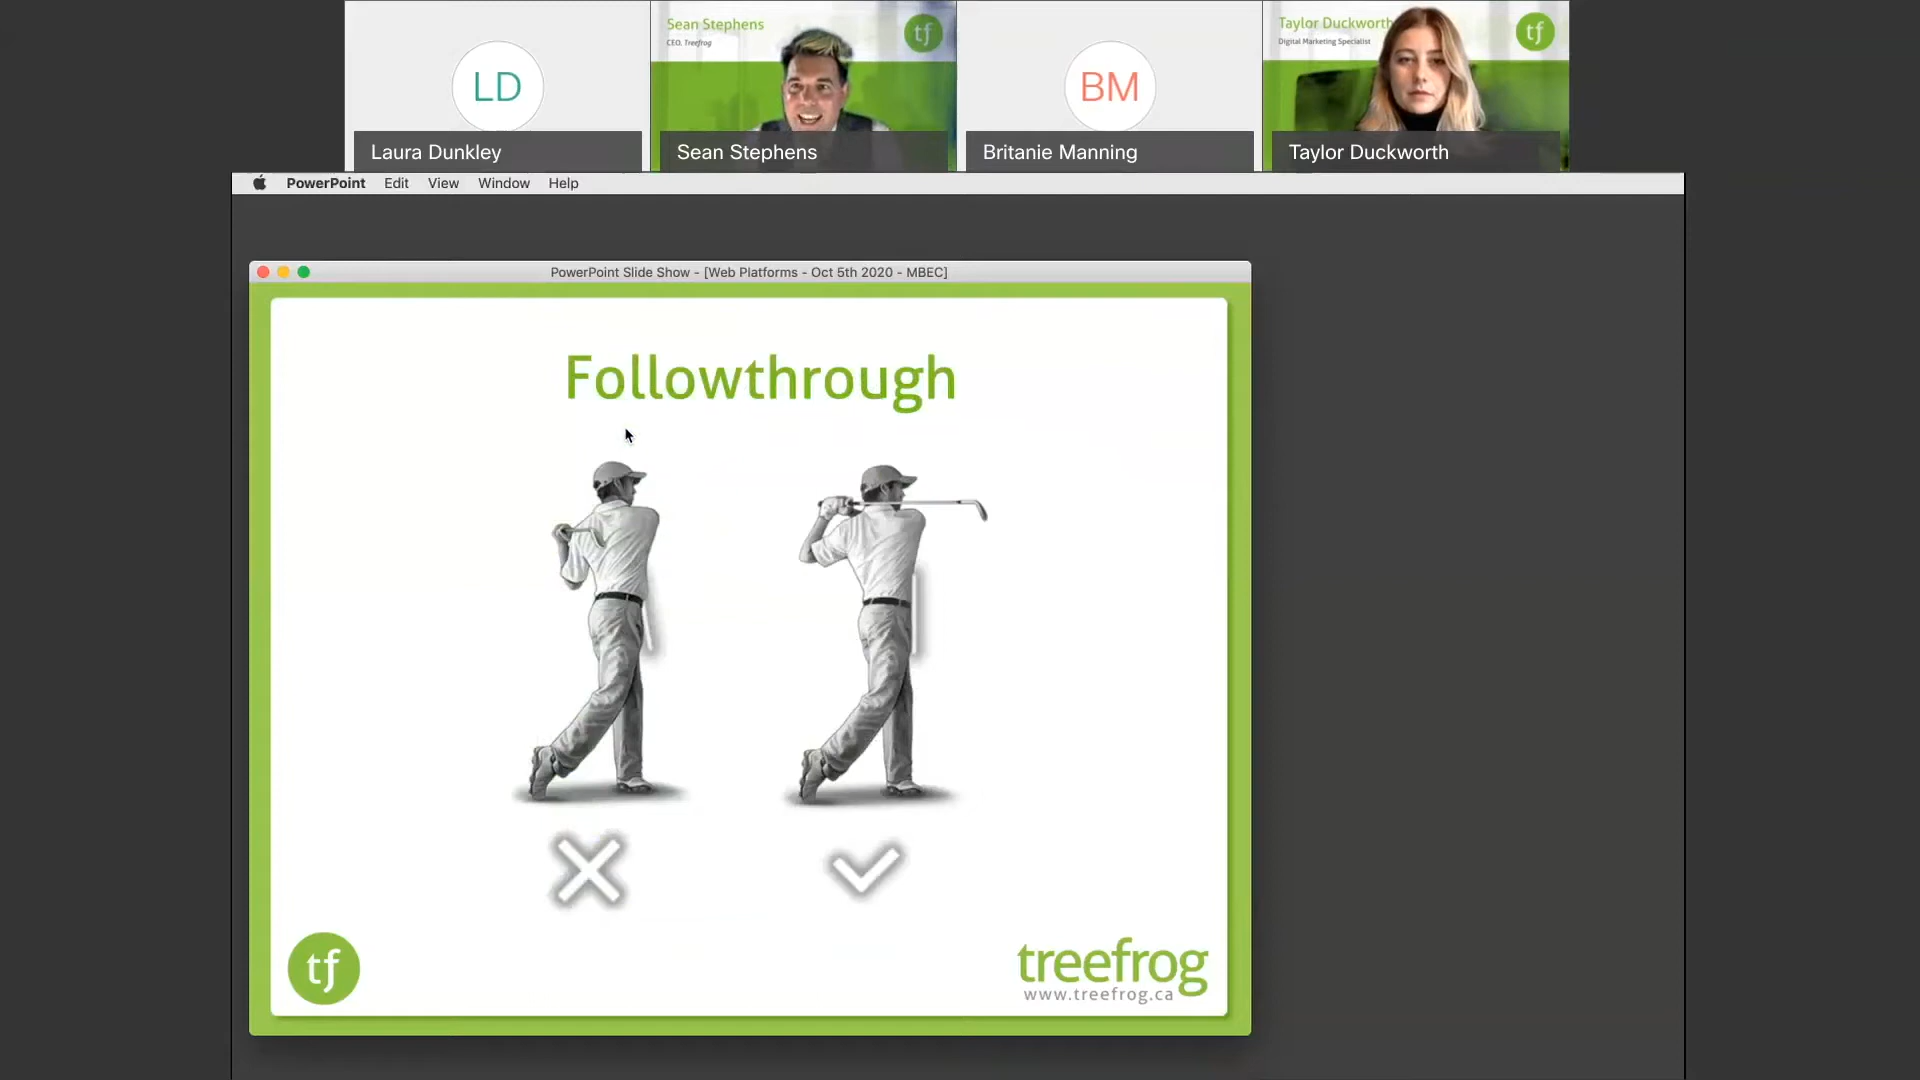 LD
Laura Dunkley
Sean Stephens
CEO, Treefrog
tf
Sean Stephens
BM
Britanie Manning
Taylor Duckworth
Digital Marketing Specialist
tf
Taylor Duckworth
PowerPoint Edit View Window Help
PowerPoint Slide Show - [Web Platforms - Oct 5th 2020 - MBEC]
Followthrough
tf
treefrog
www.treefrog.ca